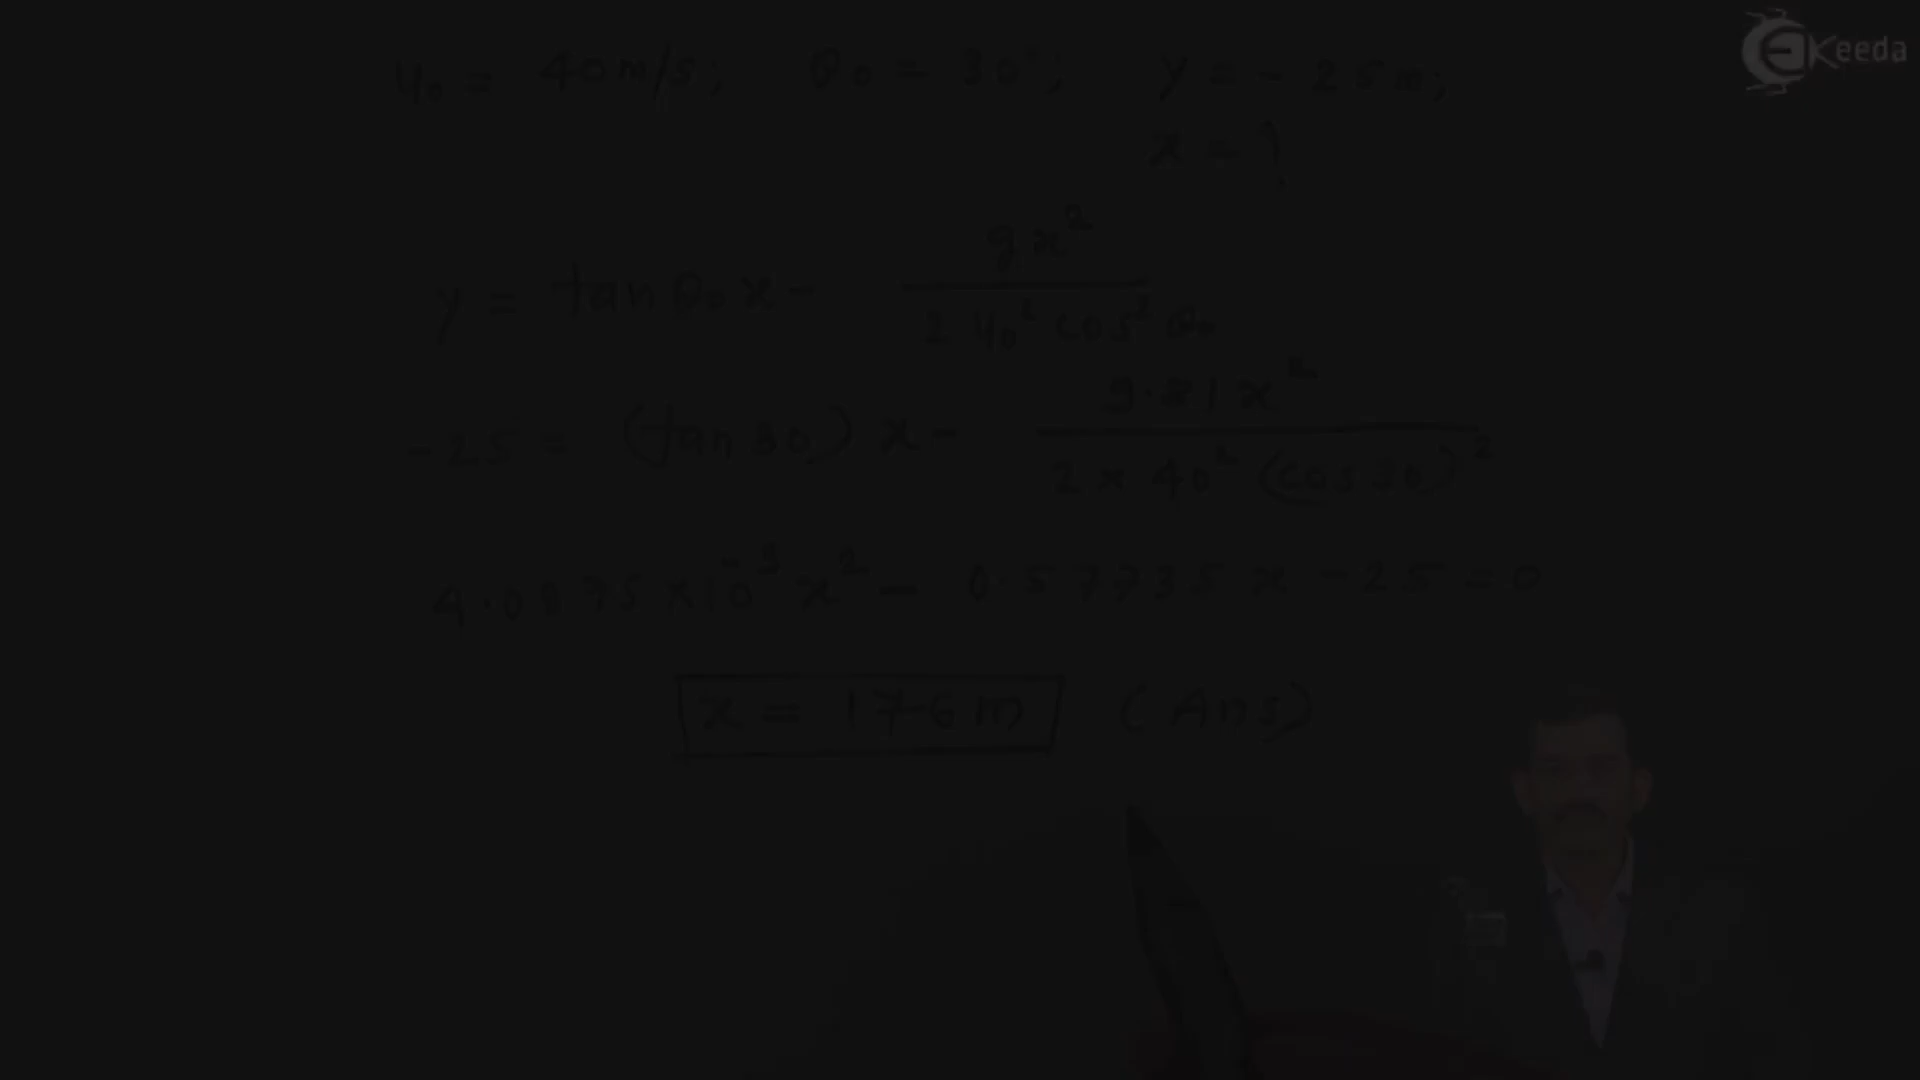 Ekeeda
u₀ = 40 m/s; θ₀ = 30°; y = - 25 m;
x = ?
y = tan θ₀ x - gx² / 2 u₀² cos² θ₀
- 25 = (tan 30) x - 9.81 x² / 2 × 40² (cos 30)²
4.0875 × 10⁻³ x² - 0.57735 x - 25 = 0
x = 176 m (Ans)